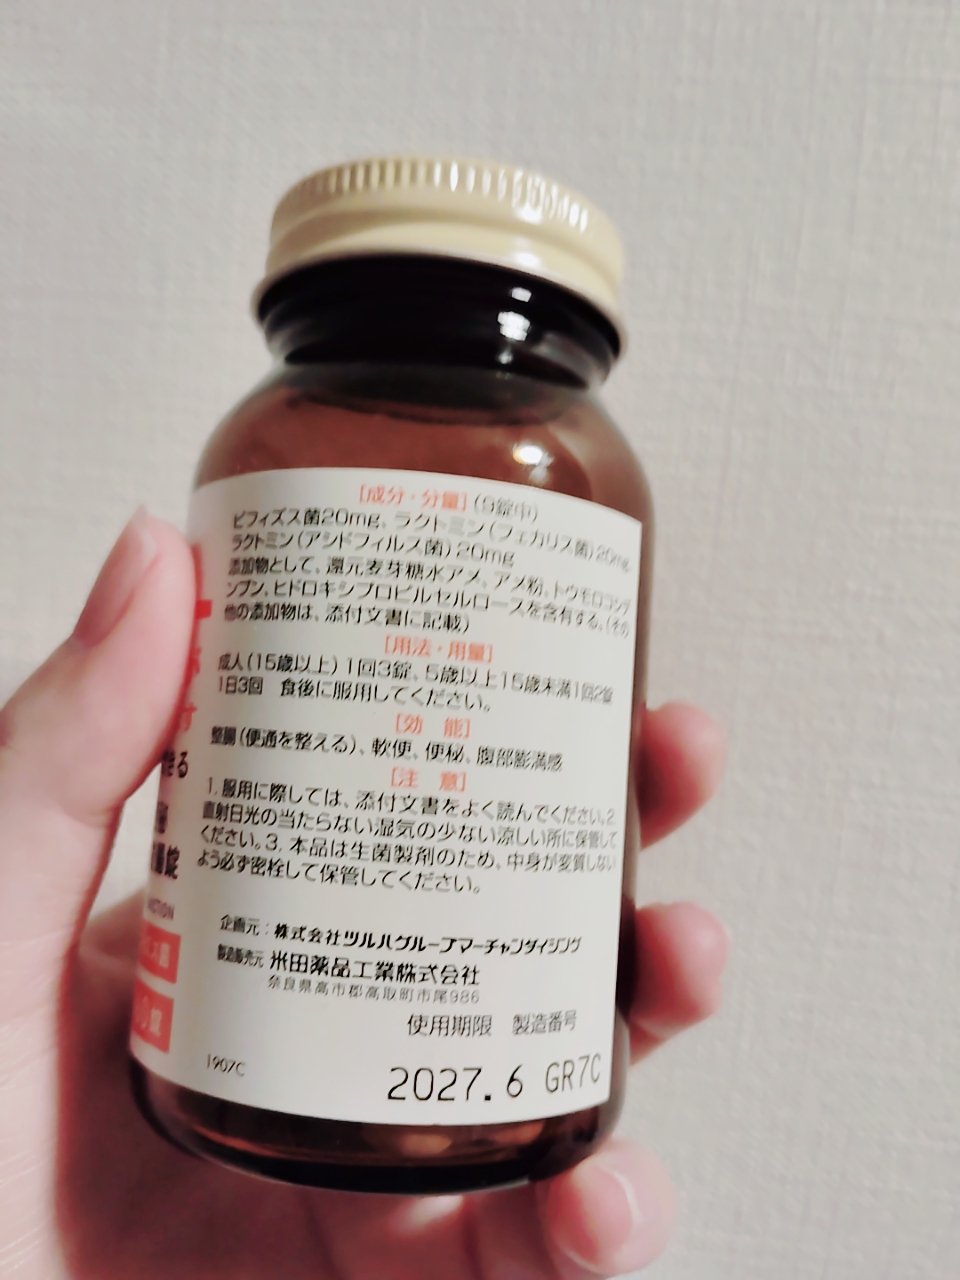 [成分・分量](9錠中)
ビフィズス菌20mg、ラクトミン(フェカリス菌)20mg、
ラクトミン(アシドフィルス菌)20mg
添加物として、還元麦芽糖水アメ、アメ粉、トウモロコシデ
ンプン、ヒドロキシプロピルセルロースを含有する。(その
他の添加物は、添付文書に記載)
[用法・用量]
成人(15歳以上)1回3錠、5歳以上15歳未満1回2錠
1日3回 食後に服用してください。
[効 能]
整腸(便通を整える)、軟便、便秘、腹部膨満感
[注 意]
1.服用に際しては、添付文書をよく読んでください。2.
直射日光の当たらない湿気の少ない涼しい所に保管して
ください。3.本品は生菌製剤のため、中身が変質しない
よう必ず密栓して保管してください。
企画元:株式会社ツルハグループマーチャンダイジング
製造販売元 米田薬品工業株式会社
奈良県高市郡高取町市尾986
使用期限 製造番号
1907C
2027.6 GR7C
す
きる
錠